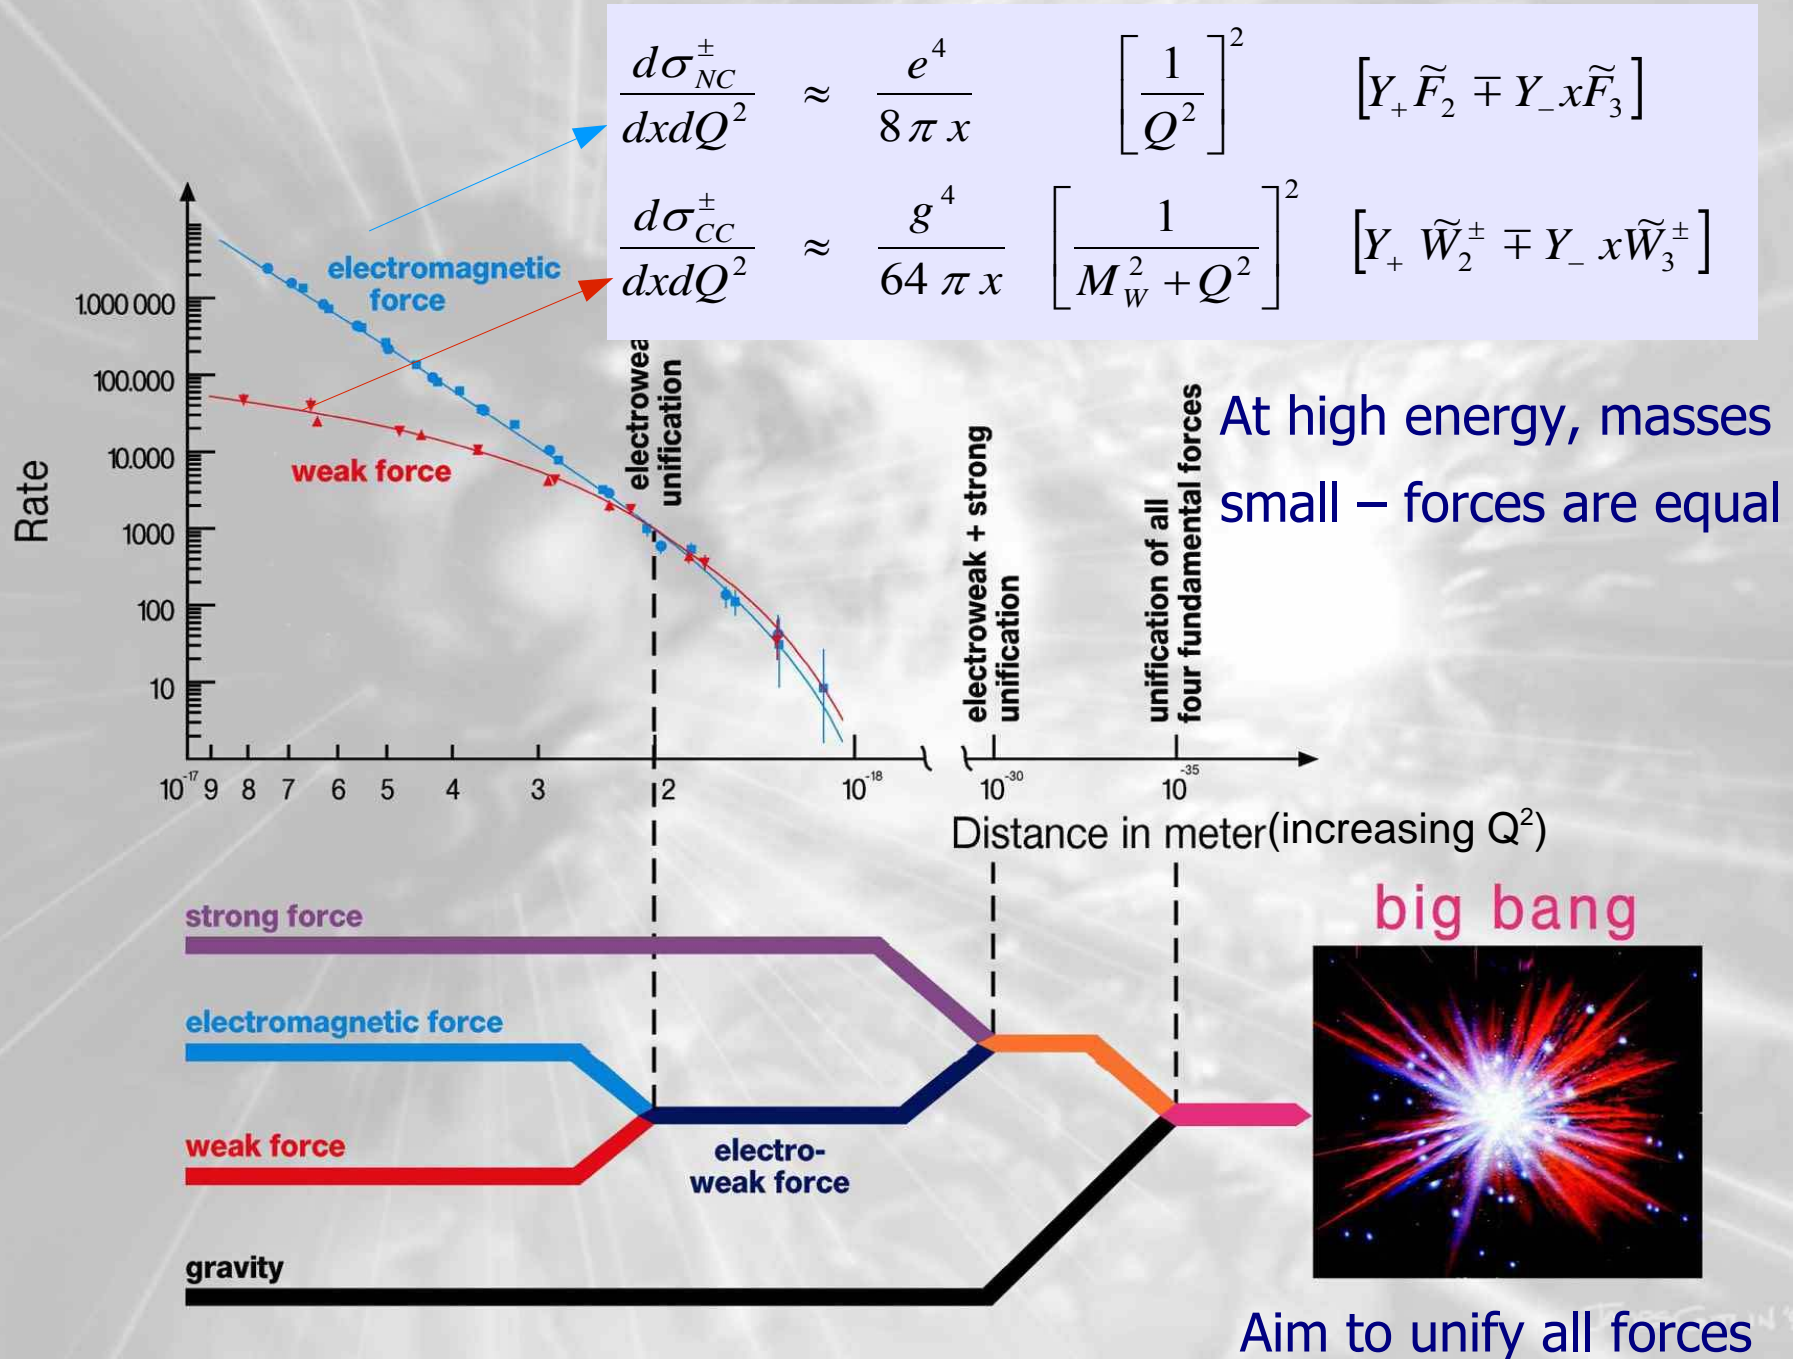 dσ±NC/dxdQ² ≈ e⁴/8πx [1/Q²]² [Y₊F̃₂ ∓ Y₋xF̃₃]
dσ±CC/dxdQ² ≈ g⁴/64πx [1/(M²W + Q²)]² [Y₊W̃₂± ∓ Y₋xW̃₃±]
electromagnetic
force
1.000 000
100.000
10.000
1000
100
10
Rate
weak force
electrowea
unification
electroweak + strong
unification
unification of all
four fundamental forces
At high energy, masses
small – forces are equal
10⁻¹⁷ 9 8 7 6 5 4 3 2 10⁻¹⁸ 10⁻³⁰ 10⁻³⁵
Distance in meter(increasing Q²)
strong force
electromagnetic force
weak force
electro-
weak force
gravity
big bang
Aim to unify all forces